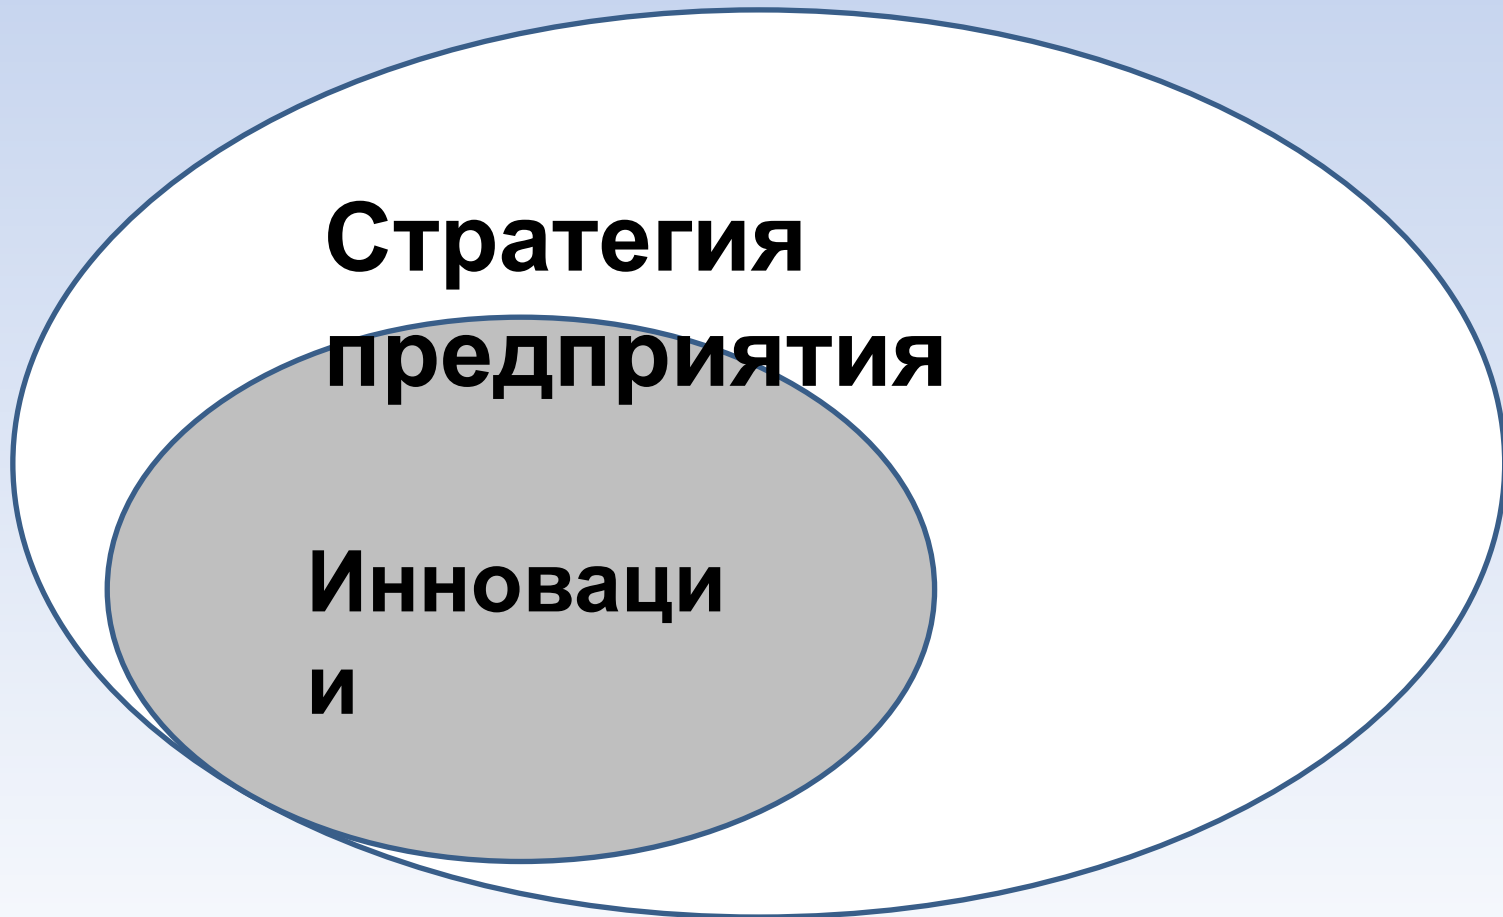 Стратегия
предприятия
Инноваци
и